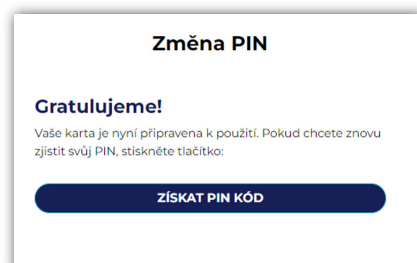 Změna PIN
Gratulujeme!
Vaše karta je nyní připravena k použití. Pokud chcete znovu
zjistit svůj PIN, stiskněte tlačítko:
ZÍSKAT PIN KÓD